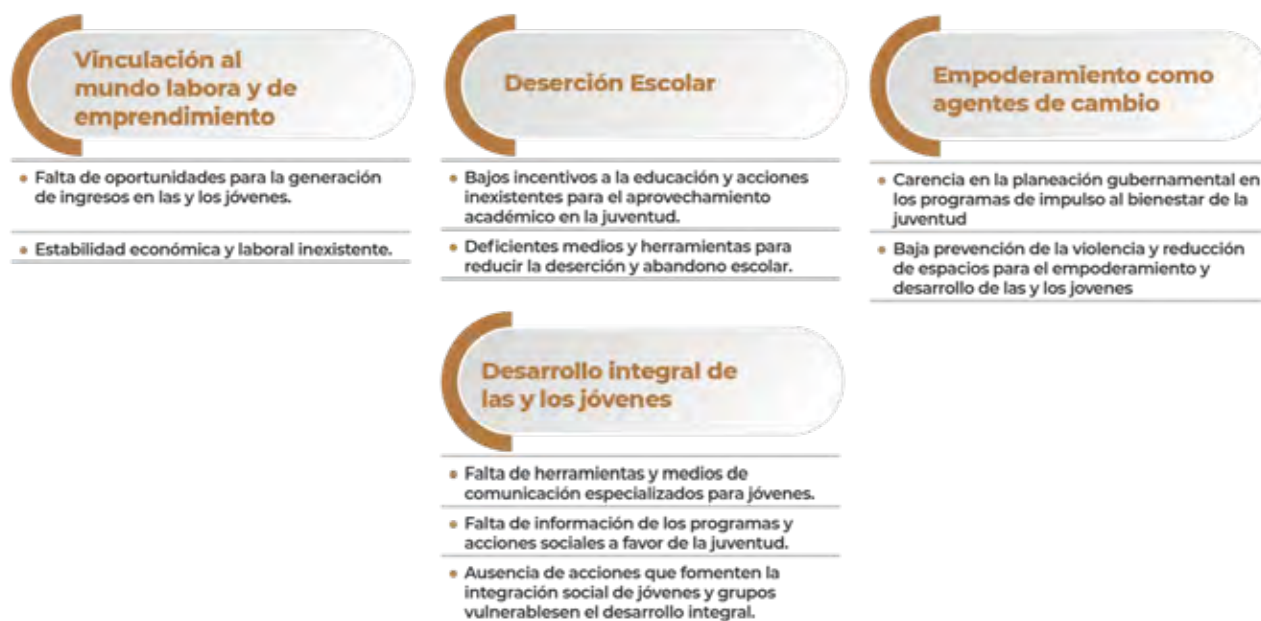 Vinculación al
mundo labora y de
emprendimiento
• Falta de oportunidades para la generación
de ingresos en las y los jóvenes.
• Estabilidad económica y laboral inexistente.
Deserción Escolar
• Bajos incentivos a la educación y acciones
inexistentes para el aprovechamiento
académico en la juventud.
• Deficientes medios y herramientas para
reducir la deserción y abandono escolar.
Empoderamiento como
agentes de cambio
• Carencia en la planeación gubernamental en
los programas de impulso al bienestar de la
juventud
• Baja prevención de la violencia y reducción
de espacios para el empoderamiento y
desarrollo de las y los jovenes
Desarrollo integral de
las y los jóvenes
• Falta de herramientas y medios de
comunicación especializados para jóvenes.
• Falta de información de los programas y
acciones sociales a favor de la juventud.
• Ausencia de acciones que fomenten la
integración social de jóvenes y grupos
vulnerablesen el desarrollo integral.